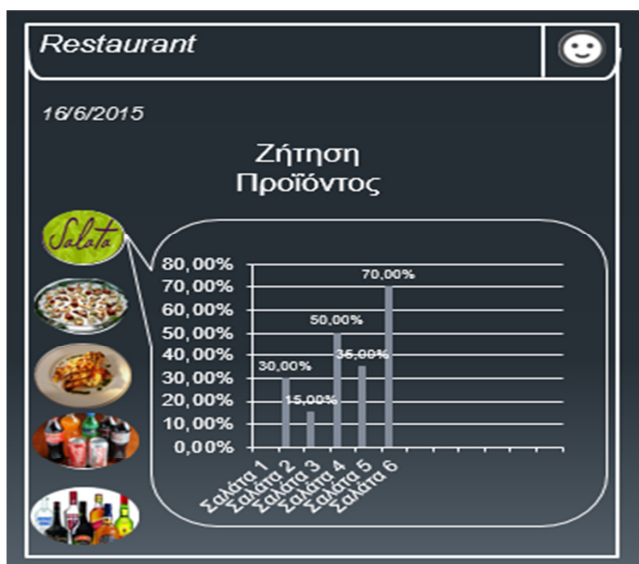 Restaurant
16/6/2015
Ζήτηση
Προϊόντος
Salata
80,00%
70,00%
60,00%
50,00%
40,00%
30,00%
20,00%
10,00%
0,00%
30,00%
15,00%
50,00%
35,00%
70,00%
Σαλάτα 1
Σαλάτα 2
Σαλάτα 3
Σαλάτα 4
Σαλάτα 5
Σαλάτα 6